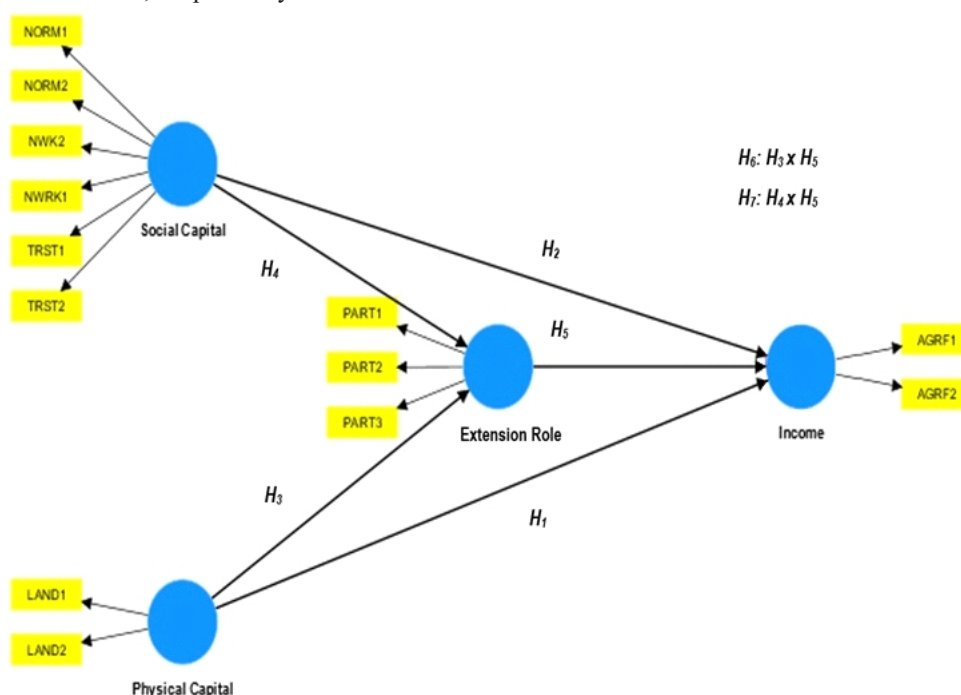 NORM1
NORM2
NWK2
NWRK1
TRST1
TRST2
Social Capital
H6: H3 x H5
H7: H4 x H5
H2
H4
PART1
PART2
PART3
H5
Extension Role
AGRF1
AGRF2
Income
H3
H1
LAND1
LAND2
Physical Capital